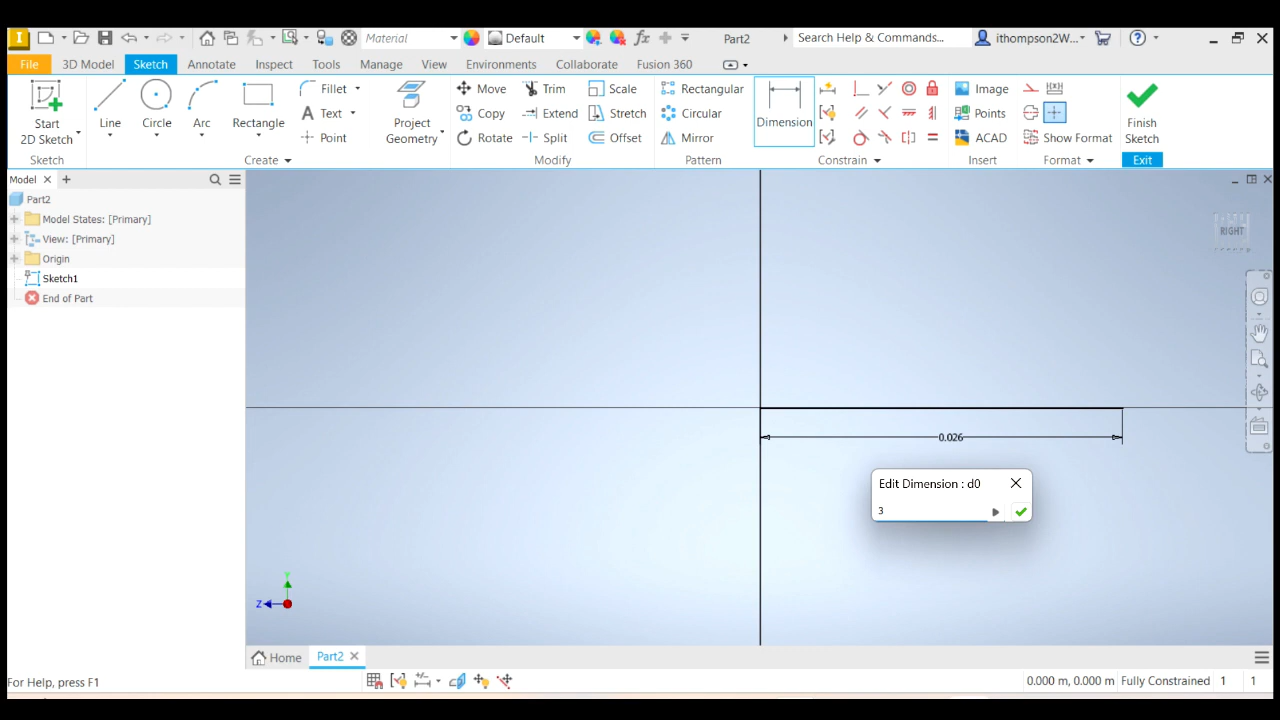 I Material Default fx Part2 Search Help & Commands... ithompson2W... ?
File 3D Model Sketch Annotate Inspect Tools Manage View Environments Collaborate Fusion 360
Start 2D Sketch
Line Circle Arc Rectangle
Fillet
A Text
Point
Project Geometry
Move Trim Scale
Copy Extend Stretch
Rotate Split Offset
Rectangular
Circular
Mirror
Dimension
Image
Points
ACAD
Show Format
Finish Sketch
Sketch Create Modify Pattern Constrain Insert Format Exit
Model
Part2
Model States: [Primary]
View: [Primary]
Origin
Sketch1
End of Part
RIGHT
0.026
Edit Dimension : d0
3
Y
Z
Home Part2
For Help, press F1
0.000 m, 0.000 m Fully Constrained 1 1